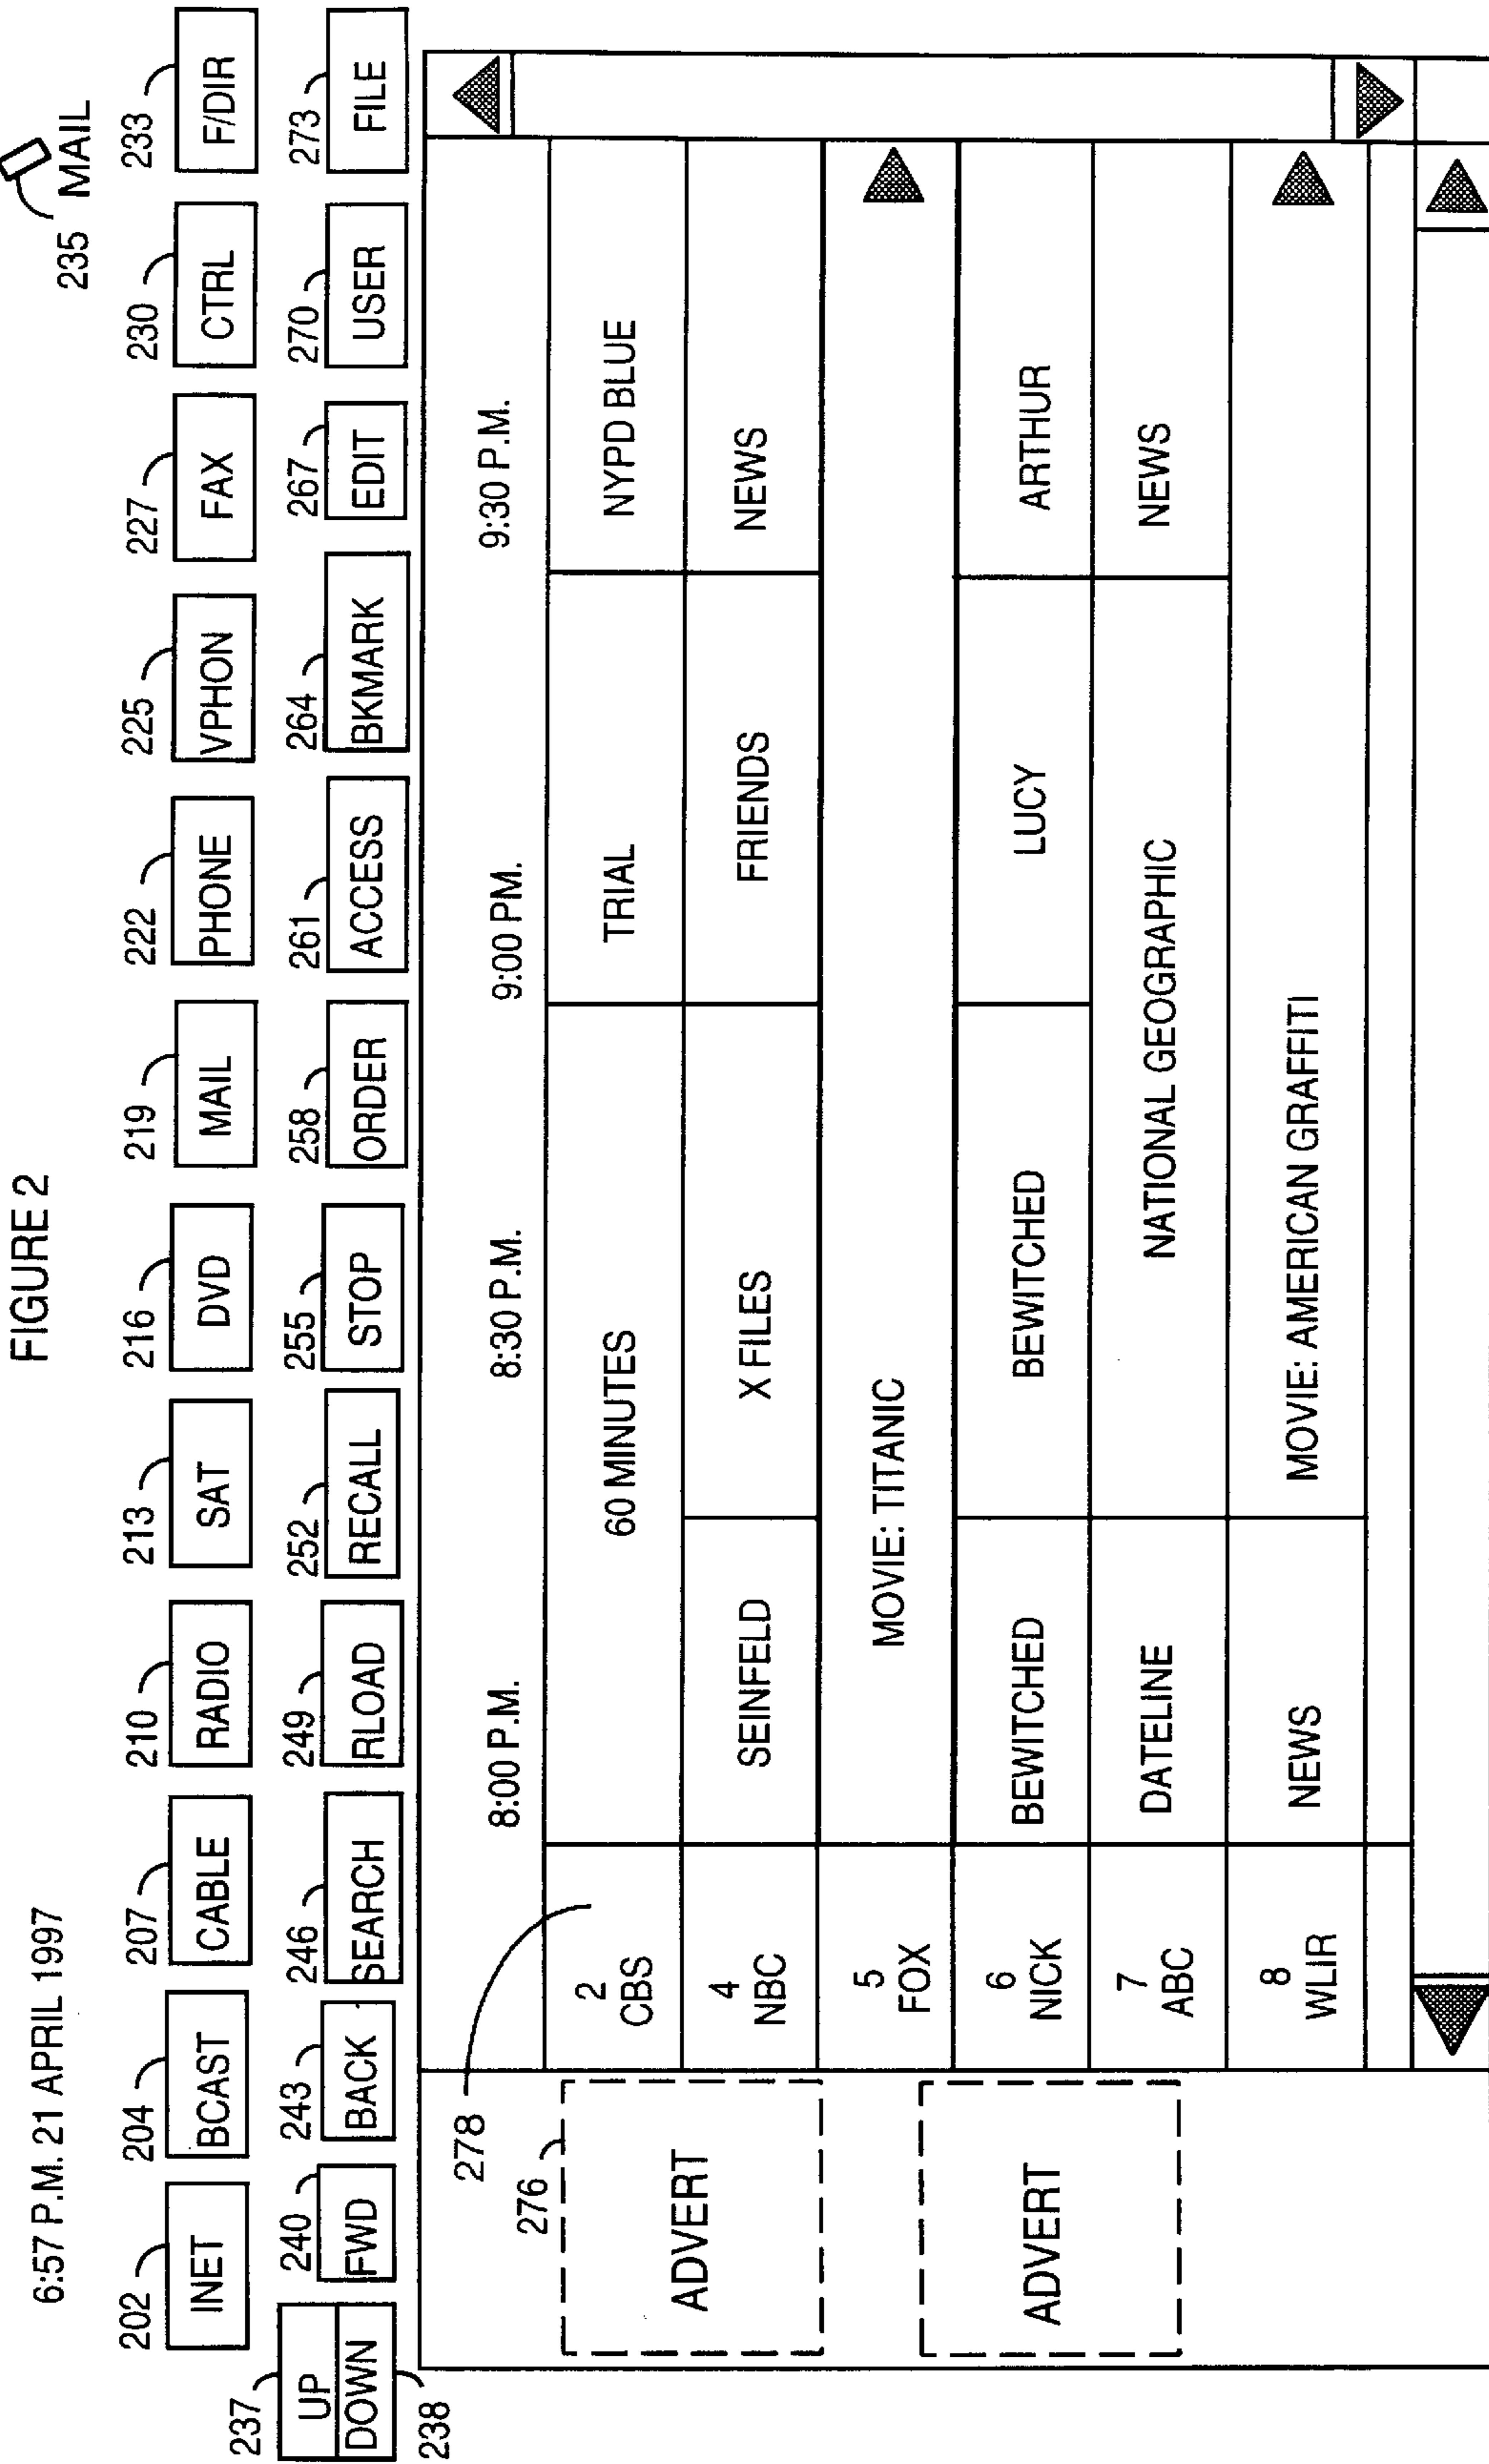 FIGURE 2
6:57 P.M. 21 APRIL 1997
235 MAIL
202 204 207 210 213 216 219 222 225 227 230 233
INET BCAST CABLE RADIO SAT DVD MAIL PHONE VPHON FAX CTRL F/DIR
237 240 243 246 249 252 255 258 261 264 267 270 273
UP
DOWN FWD BACK SEARCH RLOAD RECALL STOP ORDER ACCESS BKMARK EDIT USER FILE
238
278 8:00 P.M. 8:30 P.M. 9:00 PM. 9:30 P.M.
276
2
CBS 60 MINUTES TRIAL NYPD BLUE
ADVERT
4
NBC SEINFELD X FILES FRIENDS NEWS
5
FOX MOVIE: TITANIC
6
NICK BEWITCHED BEWITCHED LUCY ARTHUR
ADVERT
7
ABC DATELINE NATIONAL GEOGRAPHIC NEWS
8
WLIR NEWS MOVIE: AMERICAN GRAFFITI